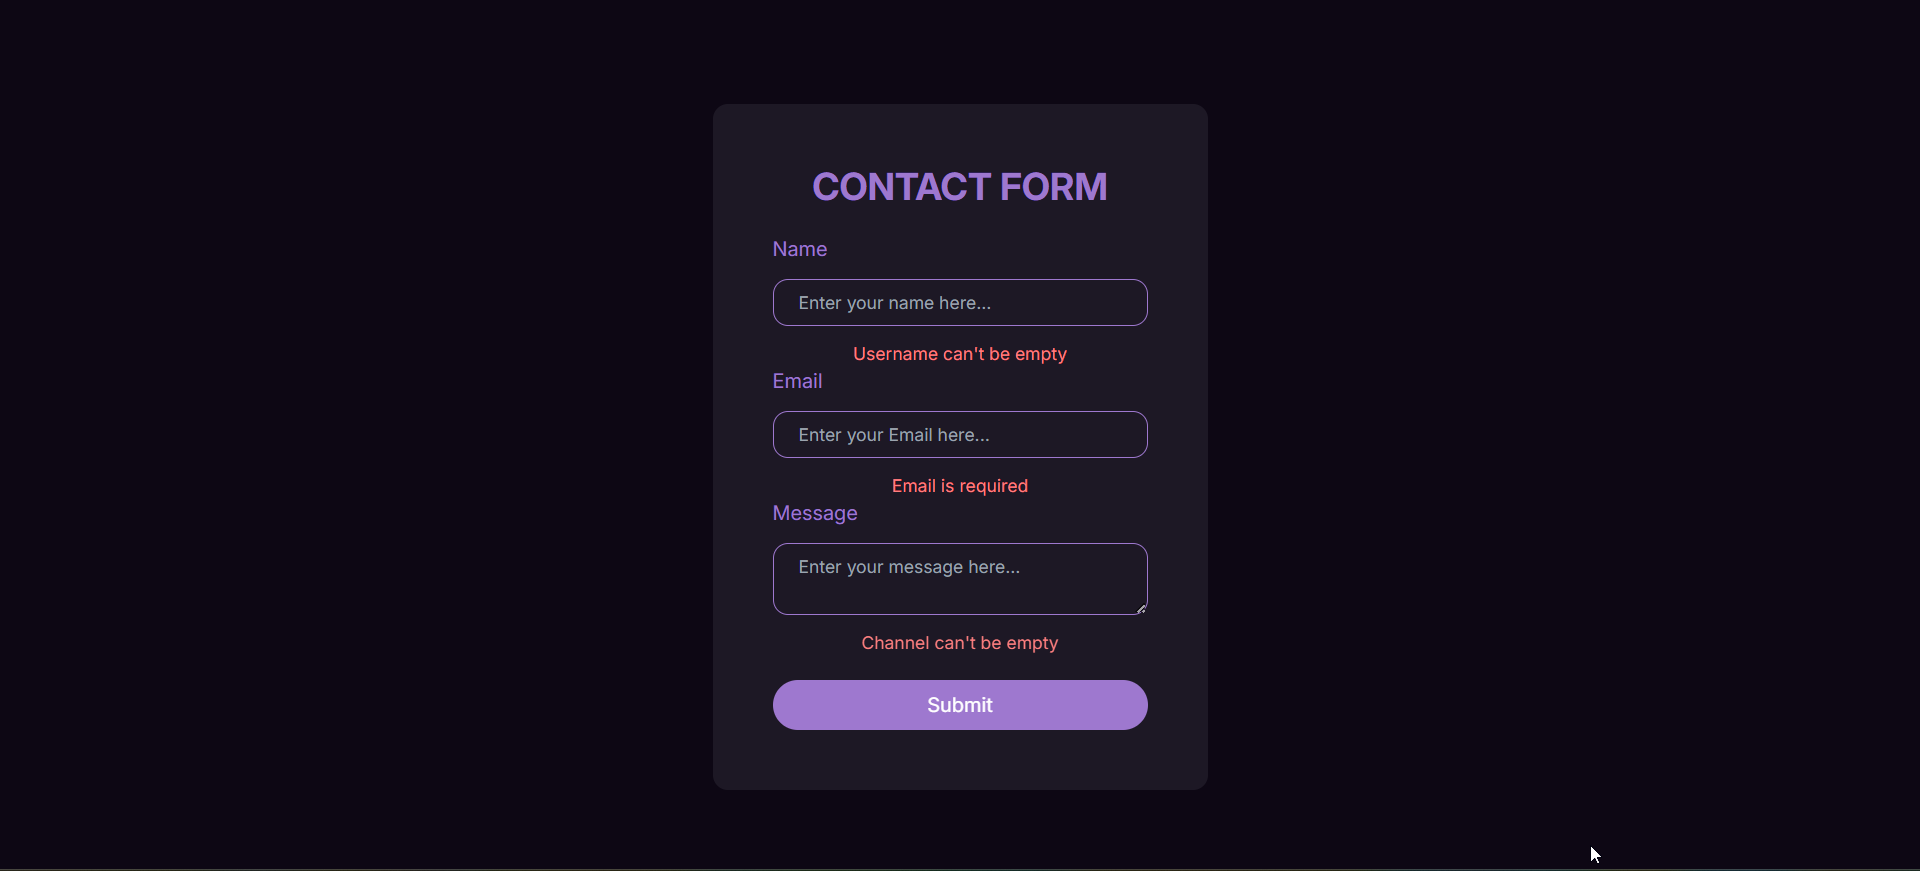 CONTACT FORM
Name
Enter your name here...
Username can't be empty
Email
Enter your Email here...
Email is required
Message
Enter your message here...
Channel can't be empty
Submit